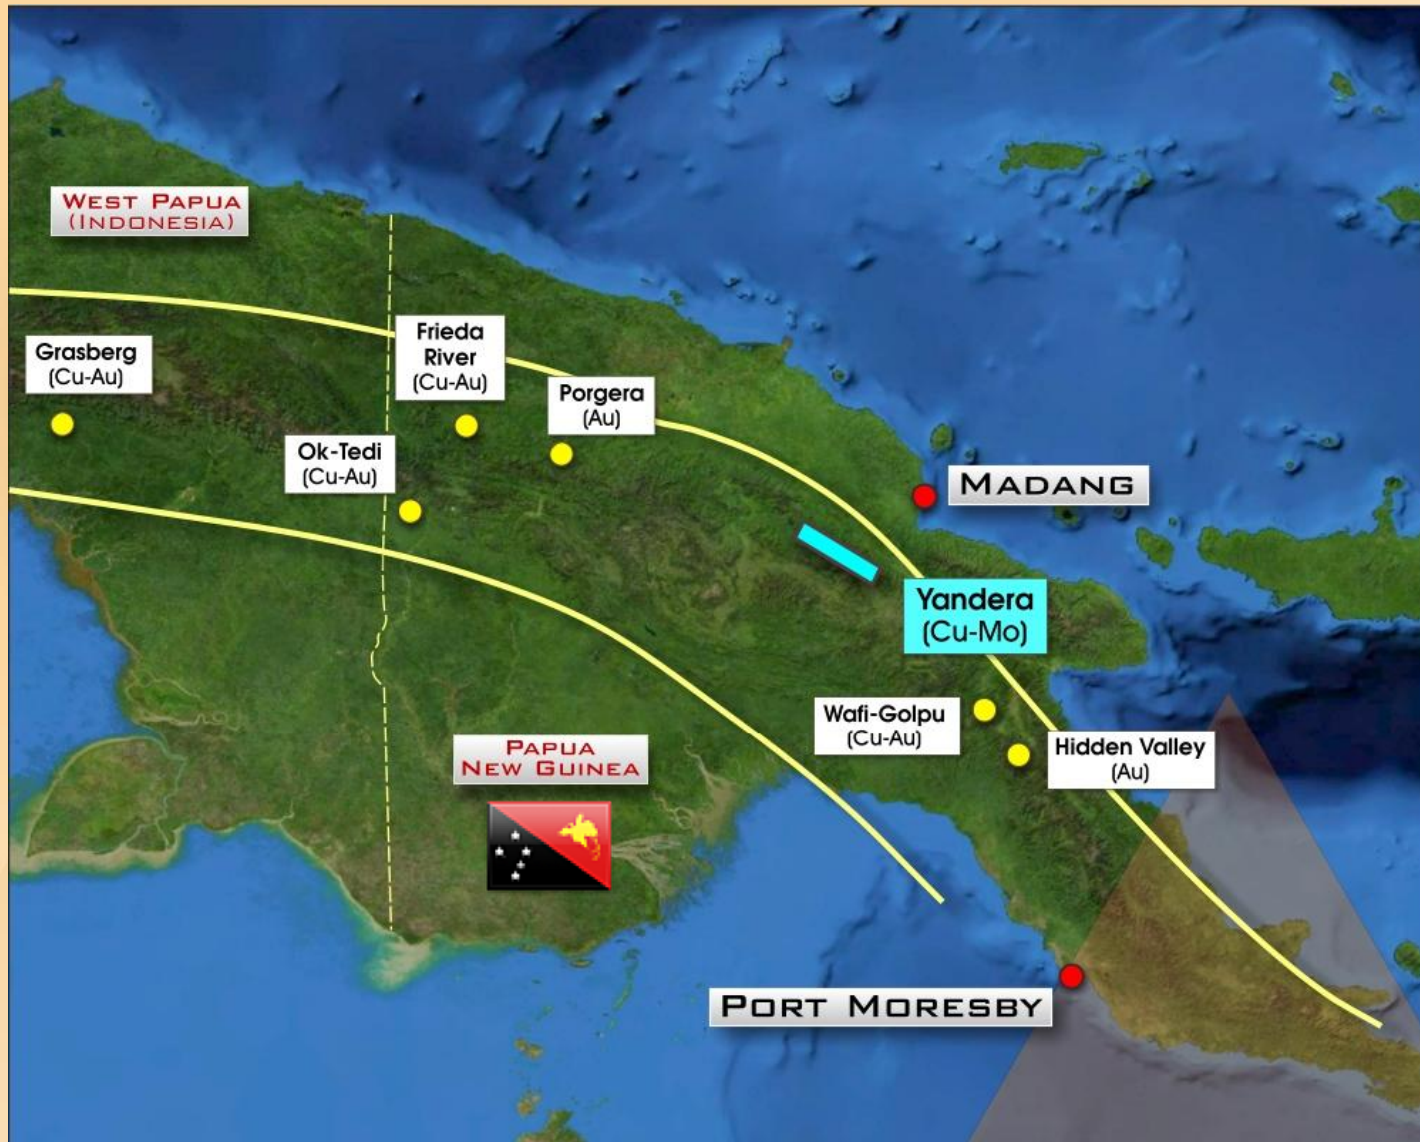 WEST PAPUA
(INDONESIA)
Grasberg
(Cu-Au)
Frieda
River
(Cu-Au)
Porgera
(Au)
Ok-Tedi
(Cu-Au)
MADANG
Yandera
(Cu-Mo)
Wafi-Golpu
(Cu-Au)
Hidden Valley
(Au)
PAPUA
NEW GUINEA
PORT MORESBY